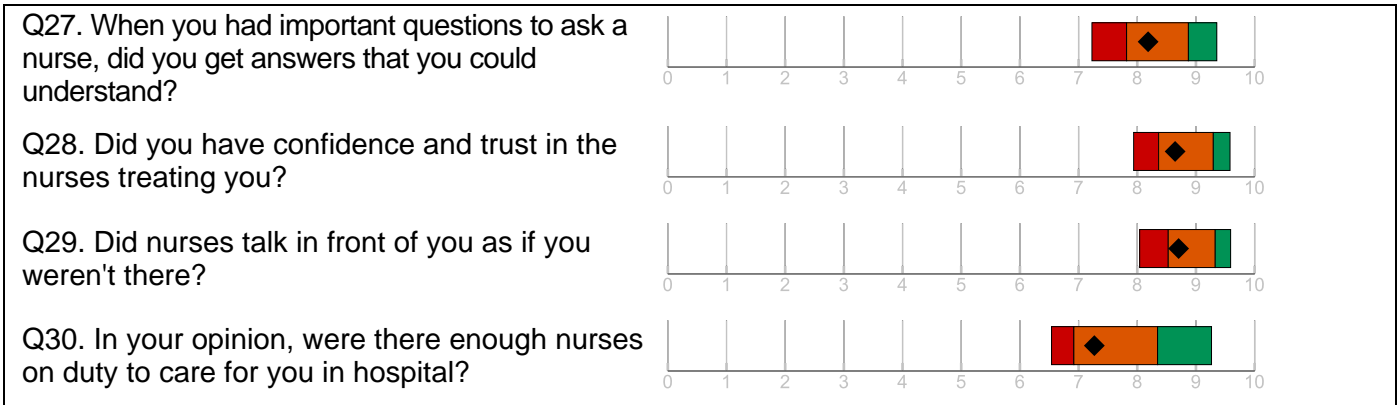 Q27. When you had important questions to ask a
nurse, did you get answers that you could
understand?
0 1 2 3 4 5 6 7 8 9 10
Q28. Did you have confidence and trust in the
nurses treating you?
0 1 2 3 4 5 6 7 8 9 10
Q29. Did nurses talk in front of you as if you
weren't there?
0 1 2 3 4 5 6 7 8 9 10
Q30. In your opinion, were there enough nurses
on duty to care for you in hospital?
0 1 2 3 4 5 6 7 8 9 10